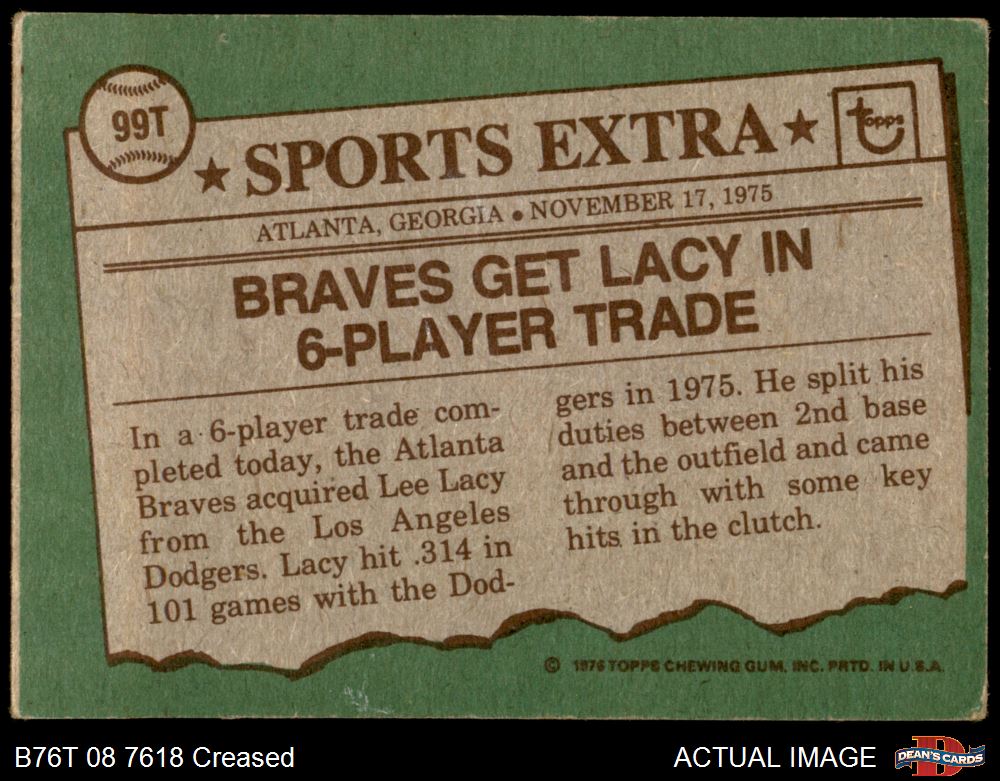 99T
★ SPORTS EXTRA ★
topps
ATLANTA, GEORGIA • NOVEMBER 17, 1975
BRAVES GET LACY IN
6-PLAYER TRADE
In a 6-player trade com-
pleted today, the Atlanta
Braves acquired Lee Lacy
from the Los Angeles
Dodgers. Lacy hit .314 in
101 games with the Dod-
gers in 1975. He split his
duties between 2nd base
and the outfield and came
through with some key
hits in the clutch.
© 1976 TOPPS CHEWING GUM, INC. PRTD. IN U.S.A.
B76T 08 7618 Creased
ACTUAL IMAGE
D
DEAN'S CARDS